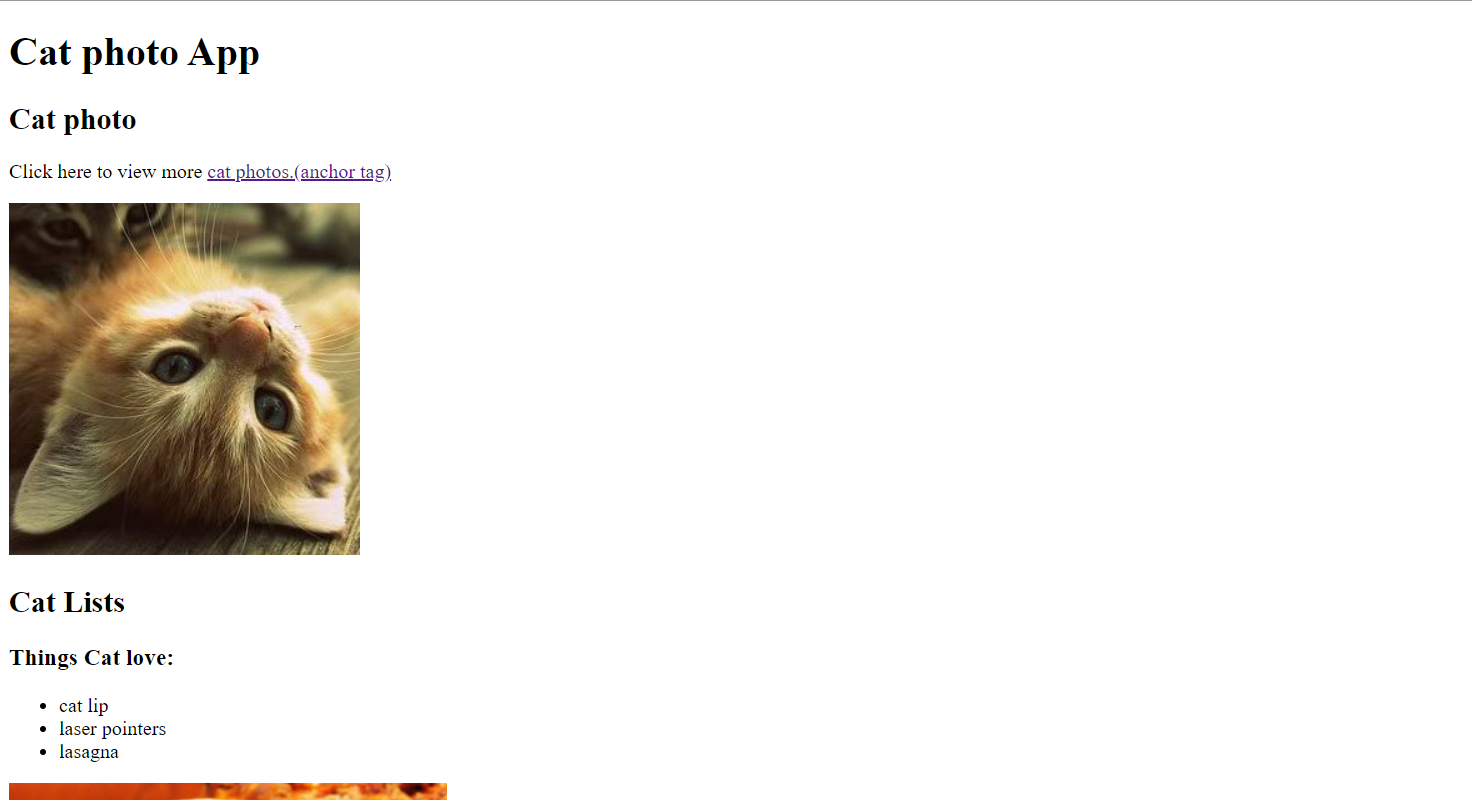 Cat photo App
Cat photo
Click here to view more cat photos.(anchor tag)
Cat Lists
Things Cat love:
cat lip
laser pointers
lasagna